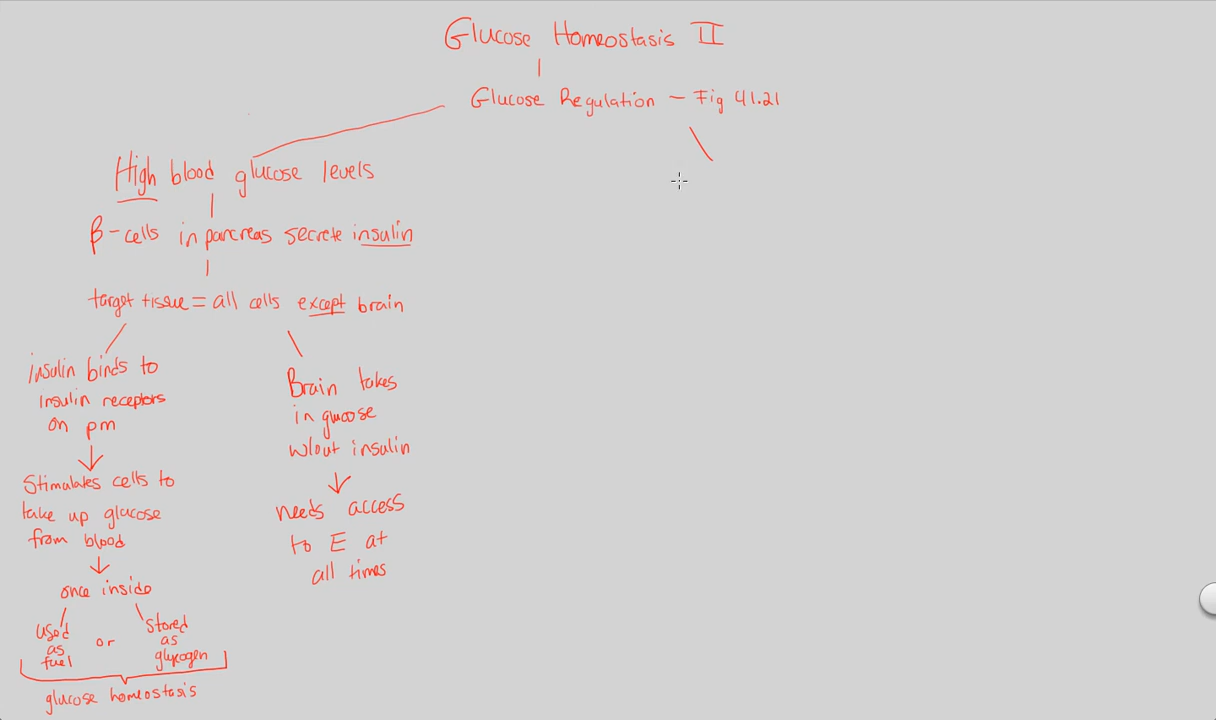 Glucose Homeostasis II
Glucose Regulation - Fig 41.21
High blood glucose levels
β-cells in pancreas secrete insulin
target tissue = all cells except brain
insulin binds to
insulin receptors
on pm
Stimulates cells to
take up glucose
from blood
once inside
used
as
fuel
or
stored
as
glycogen
glucose homeostasis
Brain takes
in glucose
w/out insulin
needs access
to E at
all times